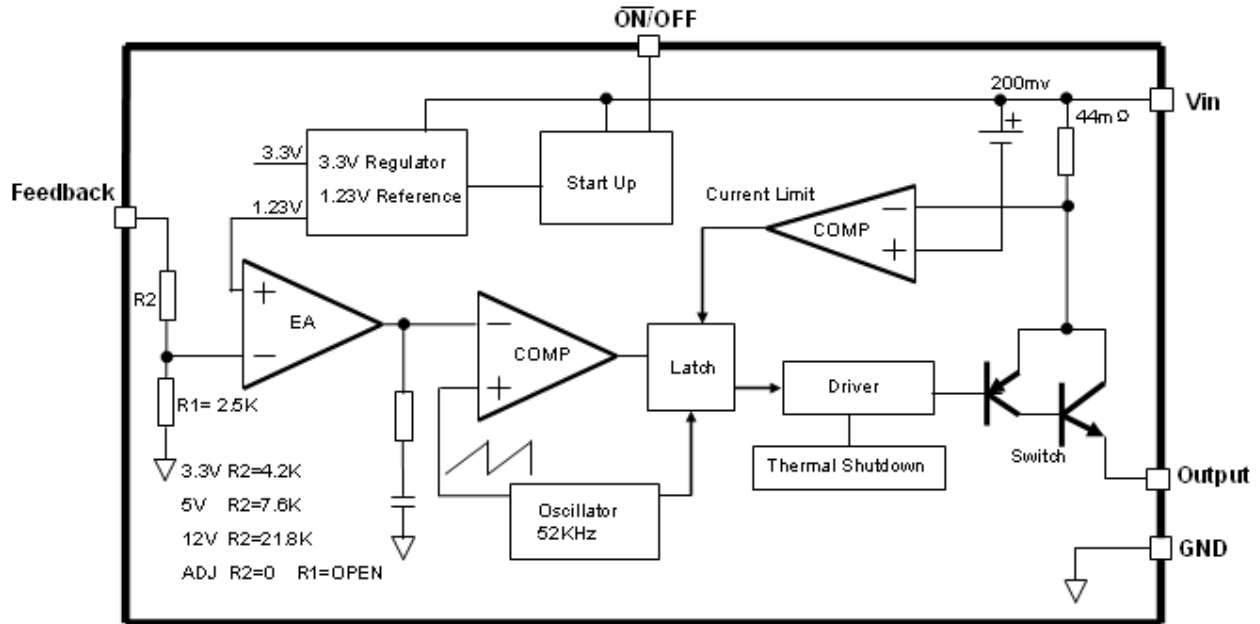 ON/OFF
200mv
Vin
44mΩ
3.3V
3.3V Regulator
1.23V Reference
Start Up
Feedback
1.23V
Current Limit
−
COMP
+
R2
+
EA
−
−
COMP
+
Latch
Driver
R1= 2.5K
Thermal Shutdown
Switch
3.3V R2=4.2K
5V R2=7.6K
12V R2=21.8K
ADJ R2=0 R1=OPEN
Oscillator
52KHz
Output
GND
+